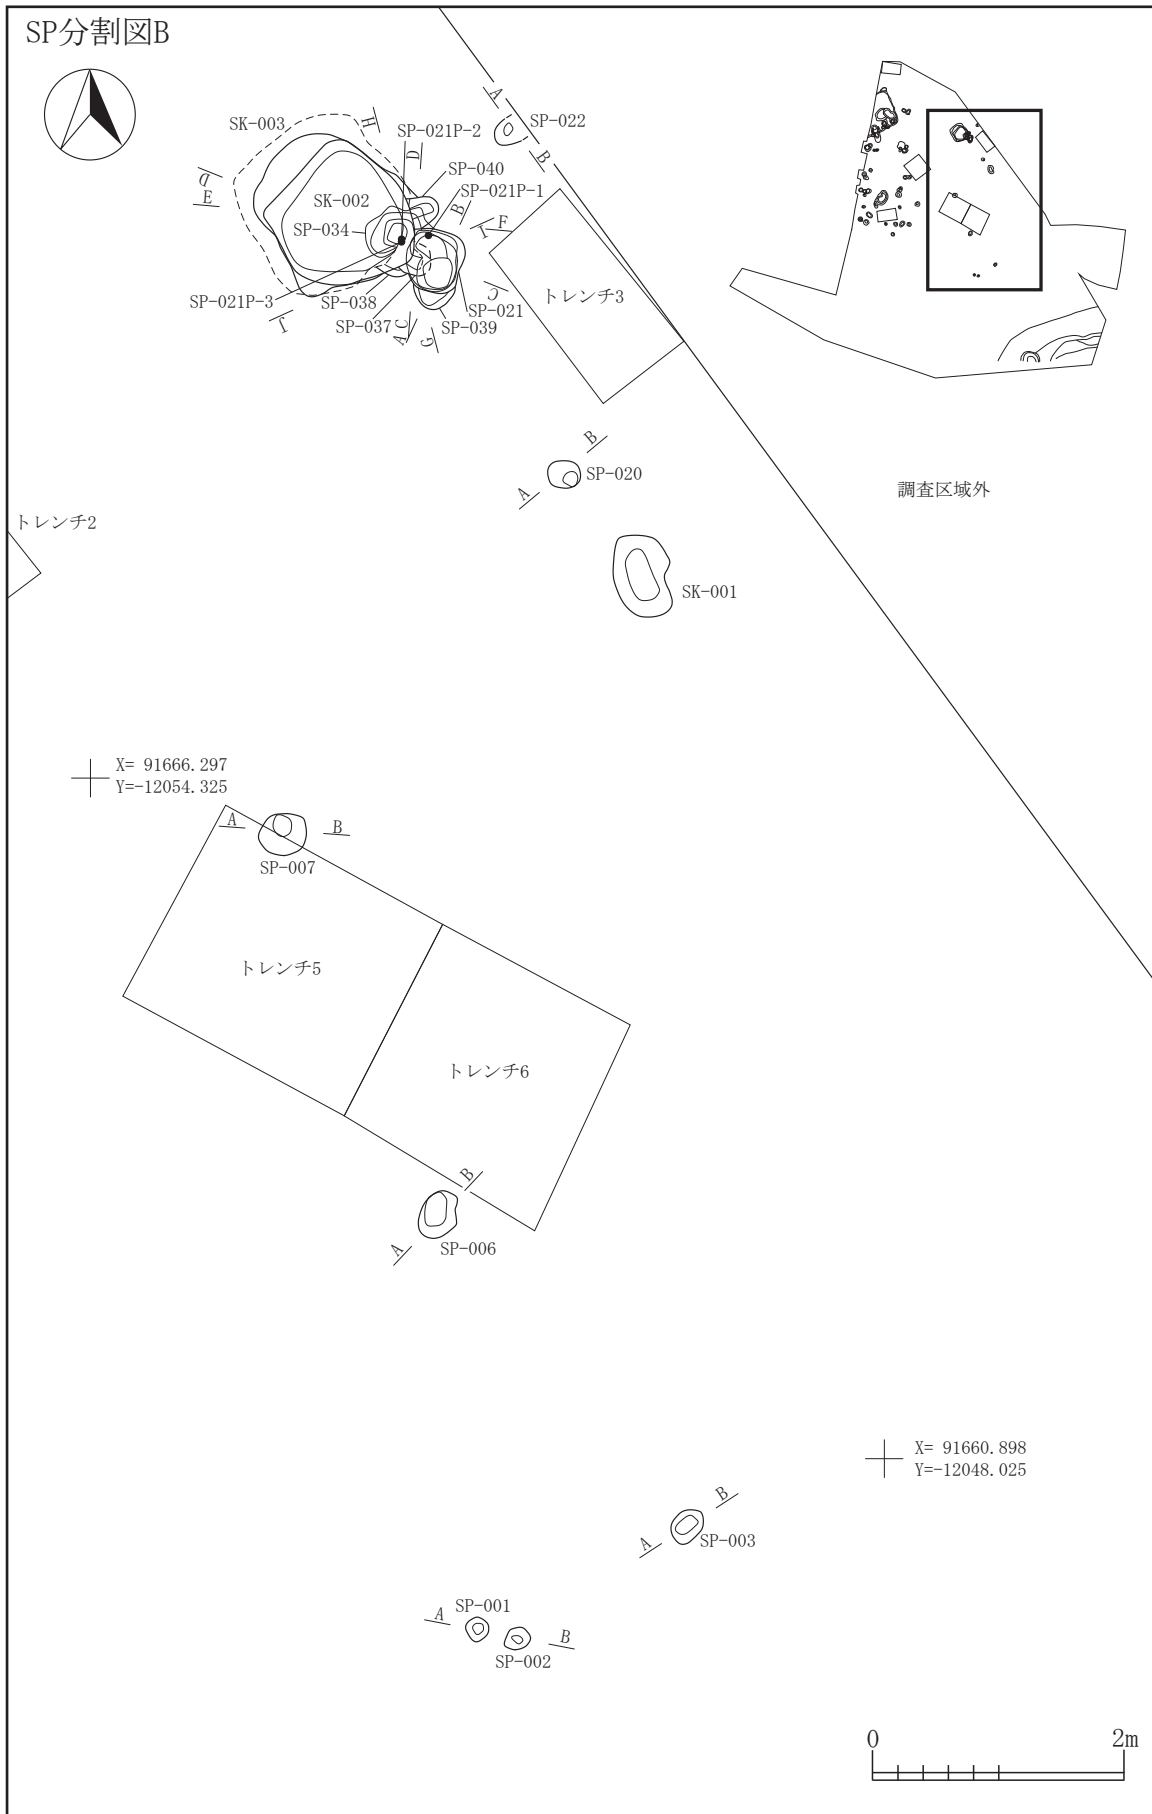 SP分割図B
A
SP-022
B
SK-003
H
SP-021P-2
D
SP-040
D
E
SK-002
SP-021P-1
B
SP-034
I
F
SP-021P-3
SP-038
C
SP-021
トレンチ3
SP-037
SP-039
J
A
C
G
B
SP-020
A
調査区域外
トレンチ2
SK-001
X= 91666.297
Y=-12054.325
A
B
SP-007
トレンチ5
トレンチ6
B
A
SP-006
X= 91660.898
Y=-12048.025
B
A
SP-003
A
SP-001
B
SP-002
0
2m